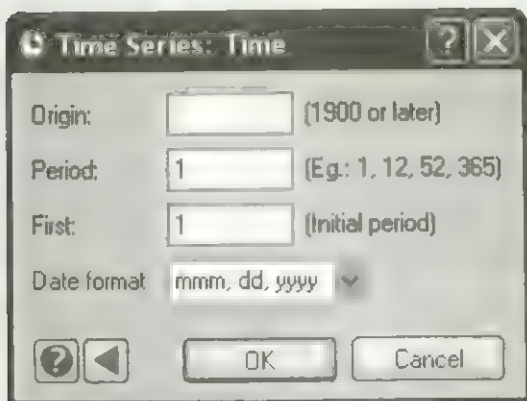 Time Series: Time
Origin: (1900 or later)
Period: 1 (Eg.: 1, 12, 52, 365)
First: 1 (Initial period)
Date format mmm, dd, yyyy
OK Cancel